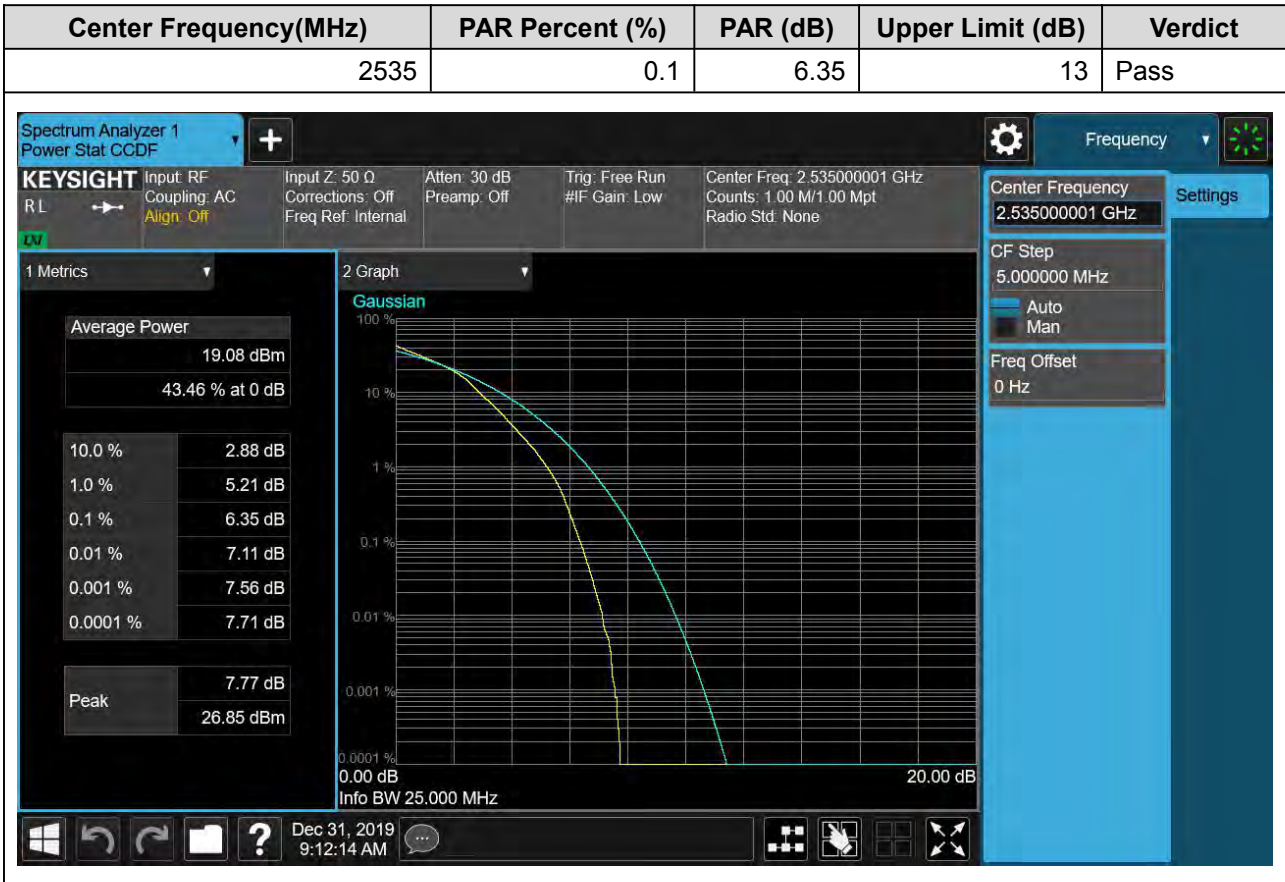 Center Frequency(MHz) PAR Percent (%) PAR (dB) Upper Limit (dB) Verdict
2535 0.1 6.35 13 Pass
Spectrum Analyzer 1
Power Stat CCDF
Frequency
KEYSIGHT
R L
Input: RF
Coupling: AC
Align: Off
Input Z: 50 Ω
Corrections: Off
Freq Ref: Internal
Atten: 30 dB
Preamp: Off
Trig: Free Run
#IF Gain: Low
Center Freq: 2.535000001 GHz
Counts: 1.00 M/1.00 Mpt
Radio Std: None
Center Frequency
2.535000001 GHz
Settings
CF Step
5.000000 MHz
Auto
Man
Freq Offset
0 Hz
1 Metrics
Average Power
19.08 dBm
43.46 % at 0 dB
10.0 % 2.88 dB
1.0 % 5.21 dB
0.1 % 6.35 dB
0.01 % 7.11 dB
0.001 % 7.56 dB
0.0001 % 7.71 dB
Peak
7.77 dB
26.85 dBm
2 Graph
Gaussian
100 %
10 %
1 %
0.1 %
0.01 %
0.001 %
0.0001 %
0.00 dB 20.00 dB
Info BW 25.000 MHz
?
Dec 31, 2019
9:12:14 AM